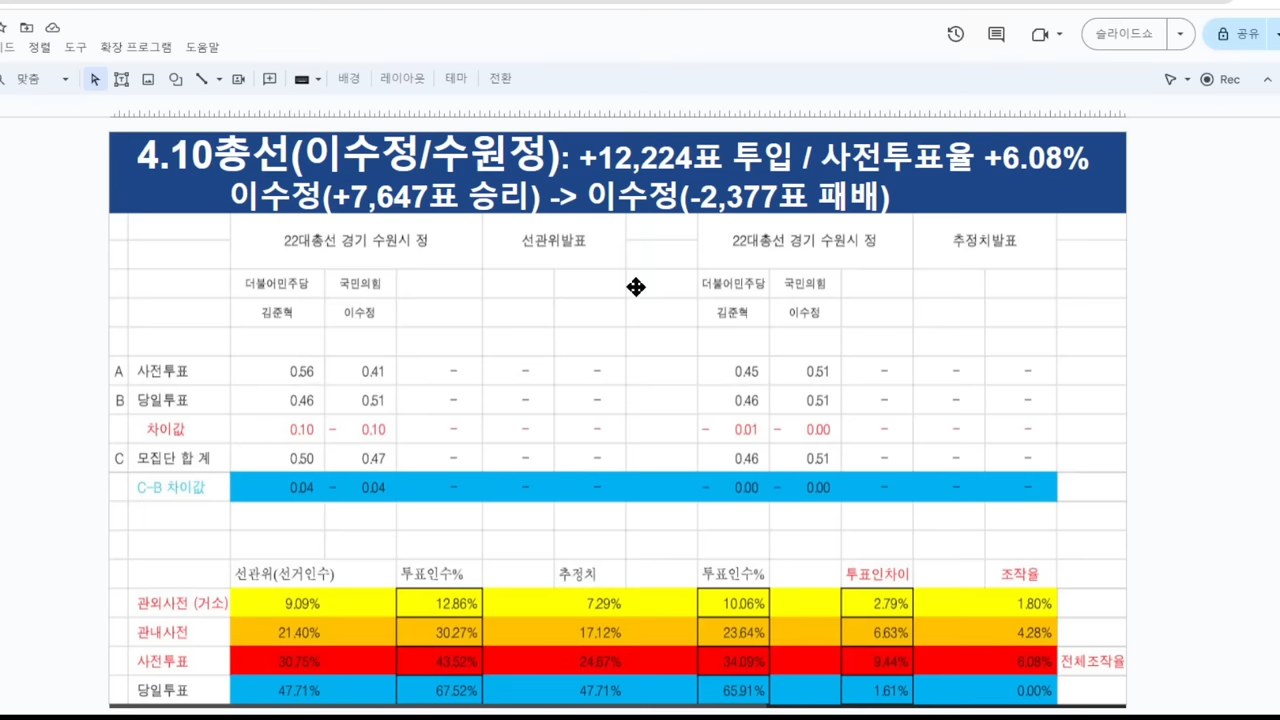 정렬 도구 확장 프로그램 도움말
슬라이드쇼 공유
맞춤 배경 레이아웃 테마 전환 Rec
4.10총선(이수정/수원정): +12,224표 투입 / 사전투표율 +6.08%
이수정(+7,647표 승리) -> 이수정(-2,377표 패배)
22대총선 경기 수원시 정 선관위발표 22대총선 경기 수원시 정 추정치발표
더불어민주당 국민의힘 더불어민주당 국민의힘
김준혁 이수정 김준혁 이수정
A 사전투표 0.56 0.41 - - - 0.45 0.51 - - -
B 당일투표 0.46 0.51 - - - 0.46 0.51 - - -
차이값 0.10 - 0.10 - - - - 0.01 - 0.00 - - -
C 모집단 합 계 0.50 0.47 - - - 0.46 0.51 - - -
C-B 차이값 0.04 - 0.04 - - - - 0.00 - 0.00 - - -
선관위(선거인수) 투표인수% 추정치 투표인수% 투표인차이 조작율
관외사전 (거소) 9.09% 12.86% 7.29% 10.06% 2.79% 1.80%
관내사전 21.40% 30.27% 17.12% 23.64% 6.63% 4.28%
사전투표 30.75% 43.52% 24.67% 34.09% 9.44% 6.08% 전체조작율
당일투표 47.71% 67.52% 47.71% 65.91% 1.61% 0.00%